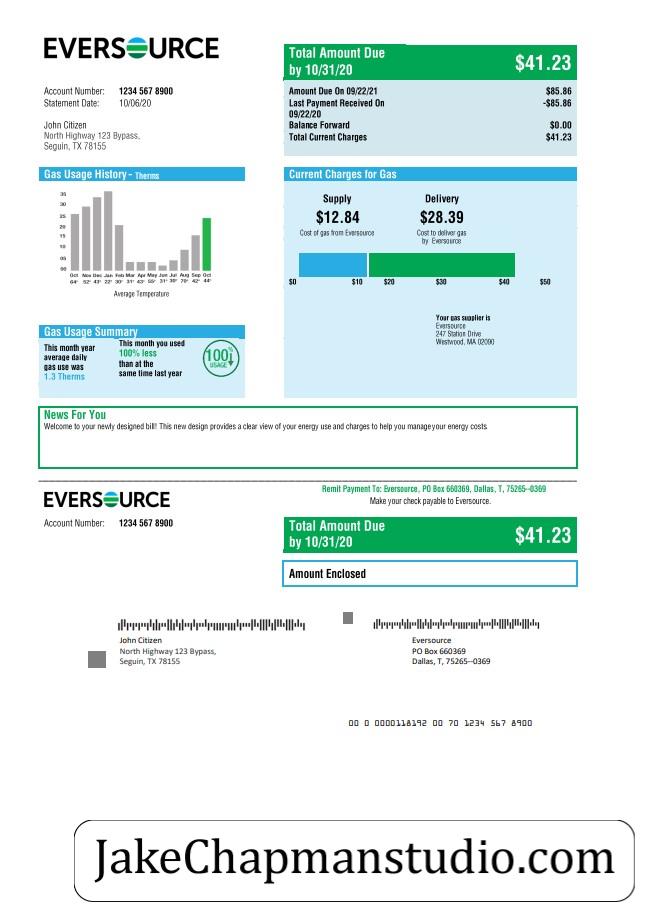 EVERSOURCE
Total Amount Due
by 10/31/20
$41.23
Account Number: 1234 567 8900
Statement Date: 10/06/20
Amount Due On 09/22/21 $85.86
Last Payment Received On
09/22/20
-$85.86
Balance Forward $0.00
Total Current Charges $41.23
John Citizen
North Highway 123 Bypass,
Seguin, TX 78155
Gas Usage History - Therms
35
30
25
20
15
10
05
00
Oct Nov Dec Jan Feb Mar Apr May Jun Jul Aug Sep Oct
64° 52° 43° 22° 30° 31° 43° 55° 31° 30° 70° 42° 44°
Average Temperature
Current Charges for Gas
Supply Delivery
$12.84 $28.39
Cost of gas from Eversource
Cost to deliver gas
by Eversource
$0 $10 $20 $30 $40 $50
Your gas supplier is
Eversource
247 Station Drive
Westwood, MA 02090
Gas Usage Summary
This month year
average daily
gas use was
1.3 Therms
This month you used
100% less
than at the
same time last year
100%
USAGE
News For You
Welcome to your newly designed bill! This new design provides a clear view of your energy use and charges to help you manage your energy costs.
EVERSOURCE
Remit Payment To: Eversource, PO Box 660369, Dallas, T, 75265--0369
Make your check payable to Eversource.
Account Number: 1234 567 8900
Total Amount Due
by 10/31/20
$41.23
Amount Enclosed
John Citizen
North Highway 123 Bypass,
Seguin, TX 78155
Eversource
PO Box 660369
Dallas, T, 75265--0369
00 0 0000118192 00 70 1234 567 8900
JakeChapmanstudio.com